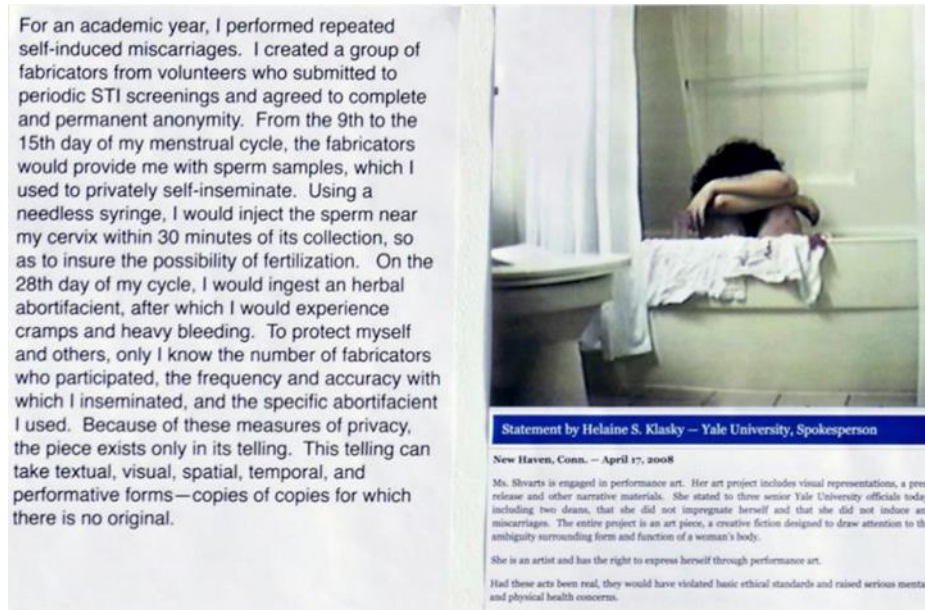 For an academic year, I performed repeated
self-induced miscarriages.  I created a group of
fabricators from volunteers who submitted to
periodic STI screenings and agreed to complete
and permanent anonymity.  From the 9th to the
15th day of my menstrual cycle, the fabricators
would provide me with sperm samples, which I
used to privately self-inseminate.  Using a
needless syringe, I would inject the sperm near
my cervix within 30 minutes of its collection, so
as to insure the possibility of fertilization.   On the
28th day of my cycle, I would ingest an herbal
abortifacient, after which I would experience
cramps and heavy bleeding.  To protect myself
and others, only I know the number of fabricators
who participated, the frequency and accuracy with
which I inseminated, and the specific abortifacient
I used.  Because of these measures of privacy,
the piece exists only in its telling.  This telling can
take textual, visual, spatial, temporal, and
performative forms—copies of copies for which
there is no original.
Statement by Helaine S. Klasky — Yale University, Spokesperson
New Haven, Conn. — April 17, 2008
Ms. Shvarts is engaged in performance art.  Her art project includes visual representations, a pre
release and other narrative materials.  She stated to three senior Yale University officials toda
including two deans, that she did not impregnate herself and that she did not induce an
miscarriages.  The entire project is an art piece, a creative fiction designed to draw attention to th
ambiguity surrounding form and function of a woman's body.
She is an artist and has the right to express herself through performance art.
Had these acts been real, they would have violated basic ethical standards and raised serious menta
and physical health concerns.